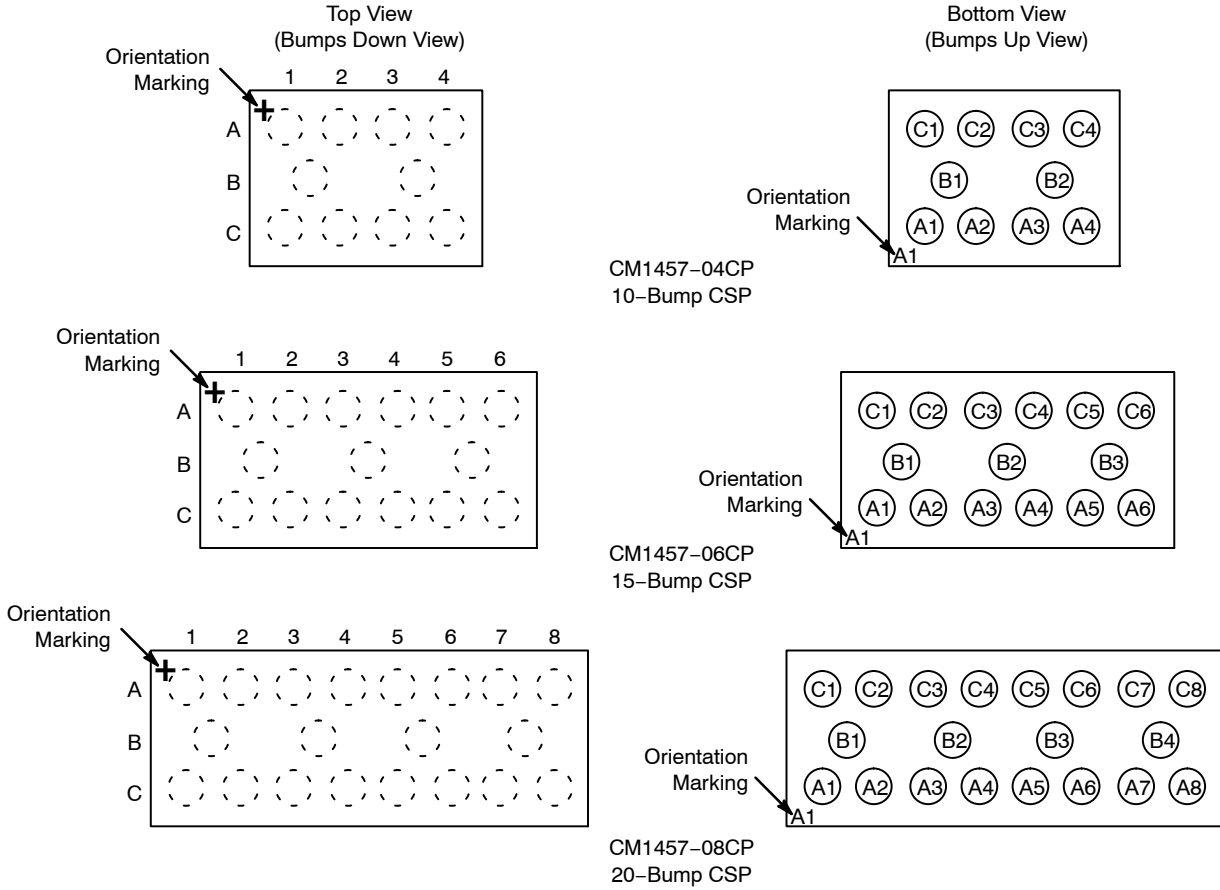 Top View
(Bumps Down View)
Bottom View
(Bumps Up View)
Orientation
Marking
1 2 3 4
A
B
C
C1 C2 C3 C4
B1 B2
A1 A2 A3 A4
Orientation
Marking
A1
CM1457−04CP
10−Bump CSP
Orientation
Marking
1 2 3 4 5 6
A
B
C
C1 C2 C3 C4 C5 C6
B1 B2 B3
A1 A2 A3 A4 A5 A6
Orientation
Marking
A1
CM1457−06CP
15−Bump CSP
Orientation
Marking
1 2 3 4 5 6 7 8
A
B
C
C1 C2 C3 C4 C5 C6 C7 C8
B1 B2 B3 B4
A1 A2 A3 A4 A5 A6 A7 A8
Orientation
Marking
A1
CM1457−08CP
20−Bump CSP